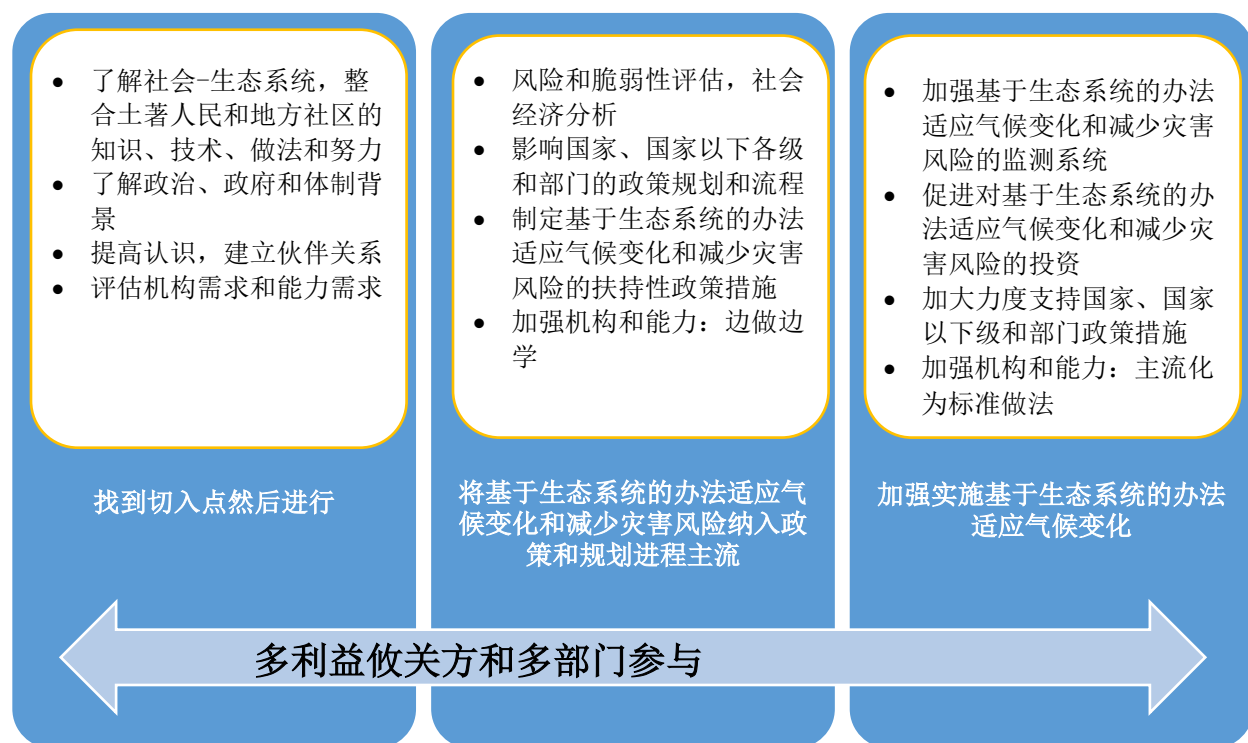 • 了解社会-生态系统，整
合土著人民和地方社区的
知识、技术、做法和努力
• 了解政治、政府和体制背
景
• 提高认识，建立伙伴关系
• 评估机构需求和能力需求
找到切入点然后进行
• 风险和脆弱性评估，社会
经济分析
• 影响国家、国家以下各级
和部门的政策规划和流程
• 制定基于生态系统的办法
适应气候变化和减少灾害
风险的扶持性政策措施
• 加强机构和能力：边做边
学
将基于生态系统的办法适应气
候变化和减少灾害风险纳入政
策和规划进程主流
• 加强基于生态系统的办法
适应气候变化和减少灾害
风险的监测系统
• 促进对基于生态系统的办
法适应气候变化和减少灾
害风险的投资
• 加大力度支持国家、国家
以下级和部门政策措施
• 加强机构和能力：主流化
为标准做法
加强实施基于生态系统的办法
适应气候变化
多利益攸关方和多部门参与